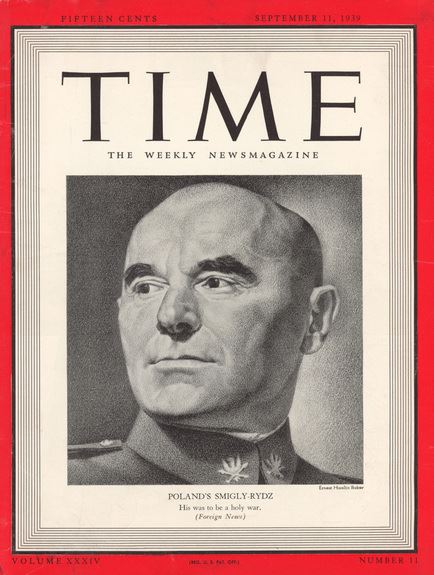 FIFTEEN CENTS SEPTEMBER 11, 1939
TIME
THE WEEKLY NEWSMAGAZINE
Ernest Hamlin Baker
POLAND'S SMIGLY-RYDZ
His was to be a holy war.
(Foreign News)
VOLUME XXXIV (REG. U. S. PAT. OFF.) NUMBER 11